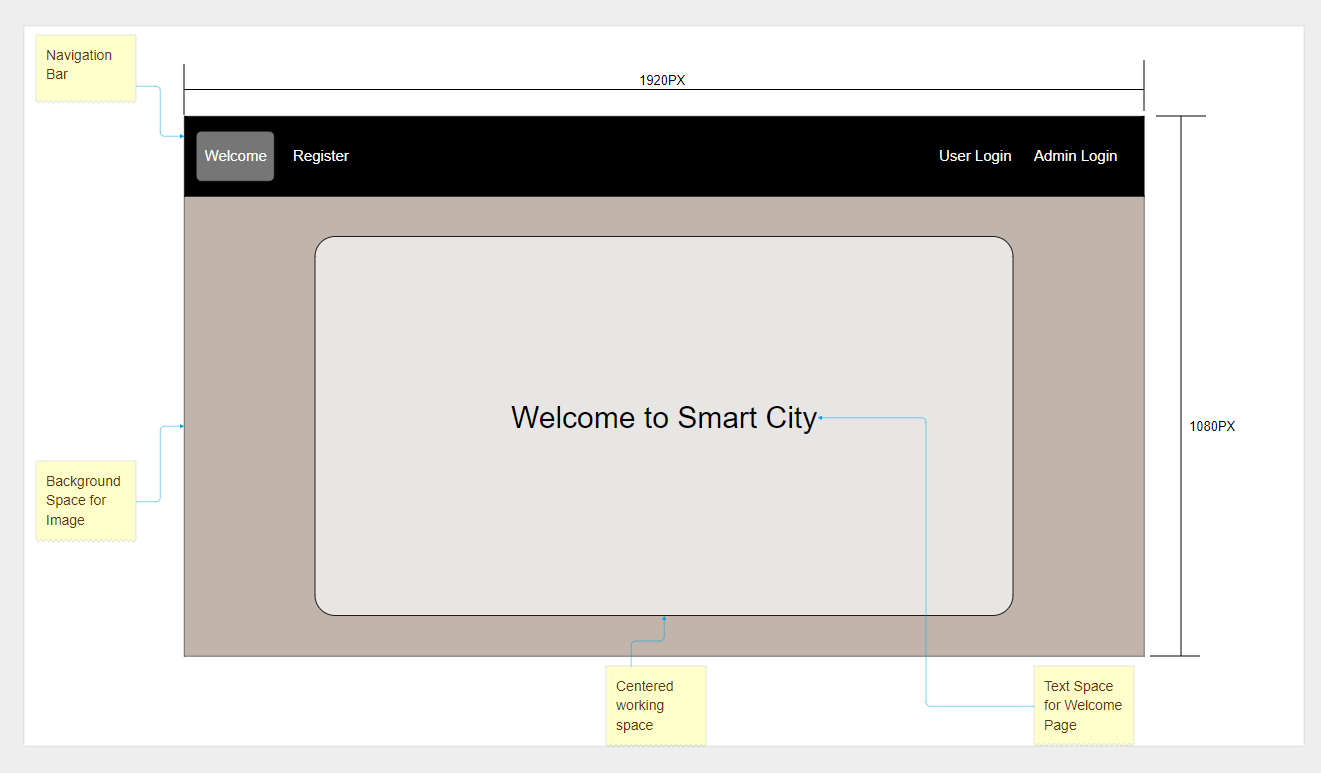 Navigation
Bar
1920PX
Welcome
Register
User Login
Admin Login
Welcome to Smart City
1080PX
Background
Space for
Image
Centered
working
space
Text Space
for Welcome
Page